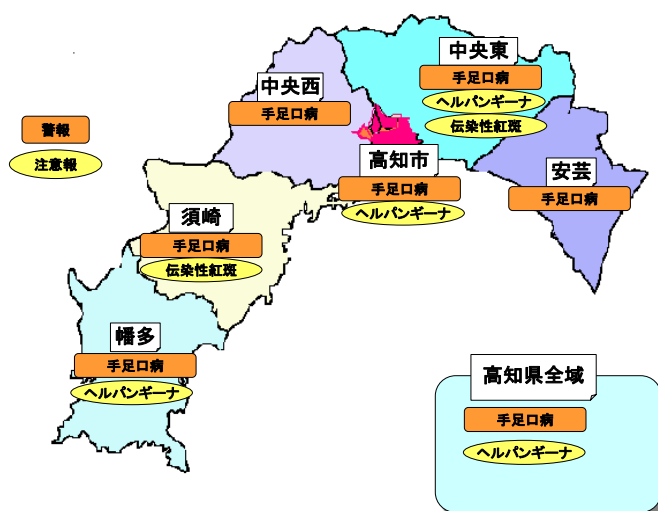 中央東
手足口病
ヘルパンギーナ
伝染性紅斑
中央西
手足口病
警報
注意報
高知市
手足口病
ヘルパンギーナ
安芸
手足口病
須崎
手足口病
伝染性紅斑
幡多
手足口病
ヘルパンギーナ
高知県全域
手足口病
ヘルパンギーナ